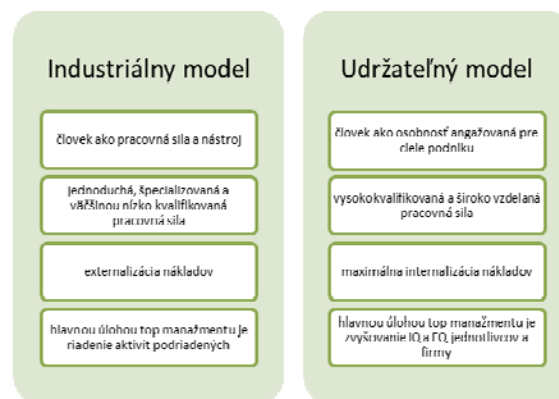 Industriálny model
človek ako pracovná sila a nástroj
jednoduchá, špecializovaná a
väčšinou nízko kvalifikovaná
pracovná sila
externalizácia nákladov
hlavnou úlohou top manažmentu je
riadenie aktivít podriadených
Udržateľný model
človek ako osobnosť angažovaná pre
ciele podniku
vysokokvalifikovaná a široko vzdelaná
pracovná sila
maximálna internalizácia nákladov
hlavnou úlohou top manažmentu je
zvyšovanie IQ a EQ jednotlivcov a
firmy